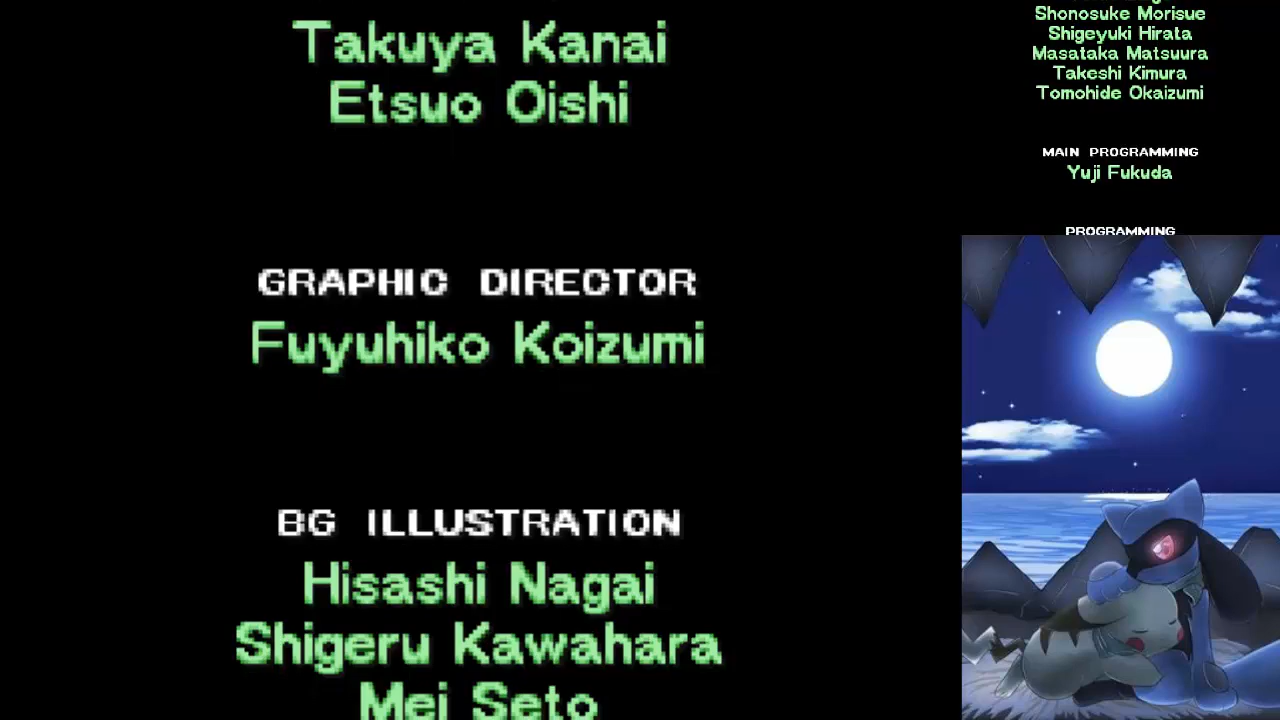 Takuya Kanai
Etsuo Oishi
GRAPHIC DIRECTOR
Fuyuhiko Koizumi
BG ILLUSTRATION
Hisashi Nagai
Shigeru Kawahara
Mei Seto
Shonosuke Morisue
Shigeyuki Hirata
Masataka Matsuura
Takeshi Kimura
Tomohide Okaizumi
MAIN PROGRAMMING
Yuji Fukuda
PROGRAMMING